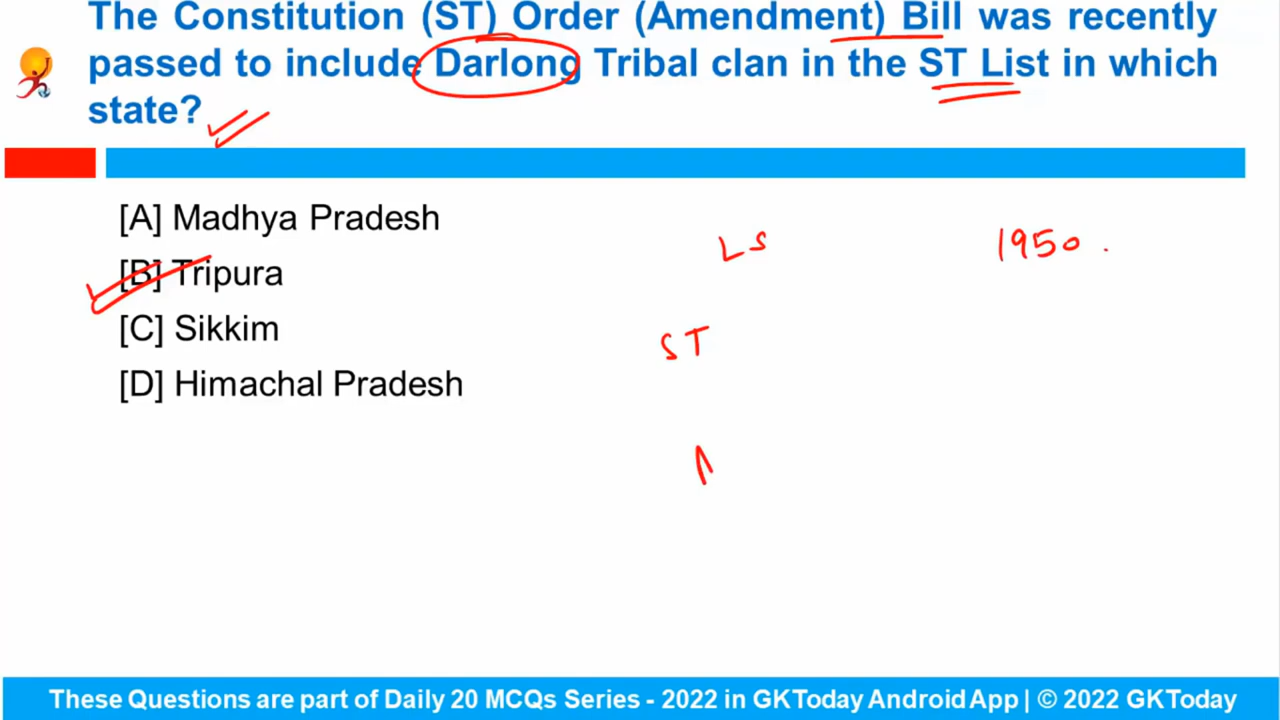 The Constitution (ST) Order (Amendment) Bill was recently
passed to include Darlong Tribal clan in the ST List in which
state?
[A] Madhya Pradesh
LS
1950.
[B] Tripura
[C] Sikkim
ST
[D] Himachal Pradesh
These Questions are part of Daily 20 MCQs Series - 2022 in GKToday Android App | © 2022 GKToday